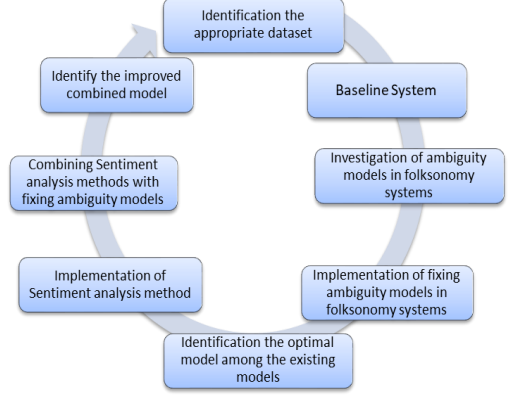 Identification the
appropriate dataset
Baseline System
Investigation of ambiguity
models in folksonomy
systems
Implementation of fixing
ambiguity models in
folksonomy systems
Identification the optimal
model among the existing
models
Implementation of
Sentiment analysis method
Combining Sentiment
analysis methods with
fixing ambiguity models
Identify the improved
combined model